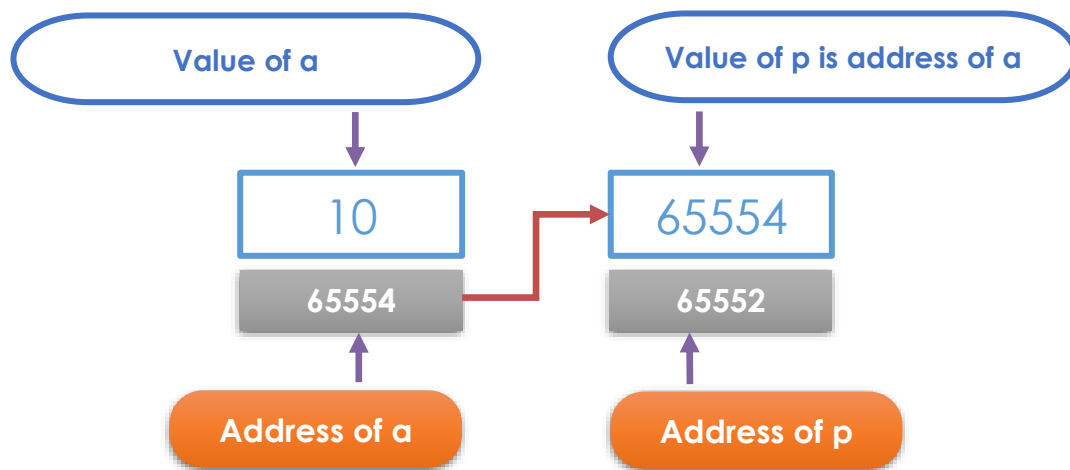 Value of a
Value of p is address of a
10
65554
65554
65552
Address of a
Address of p